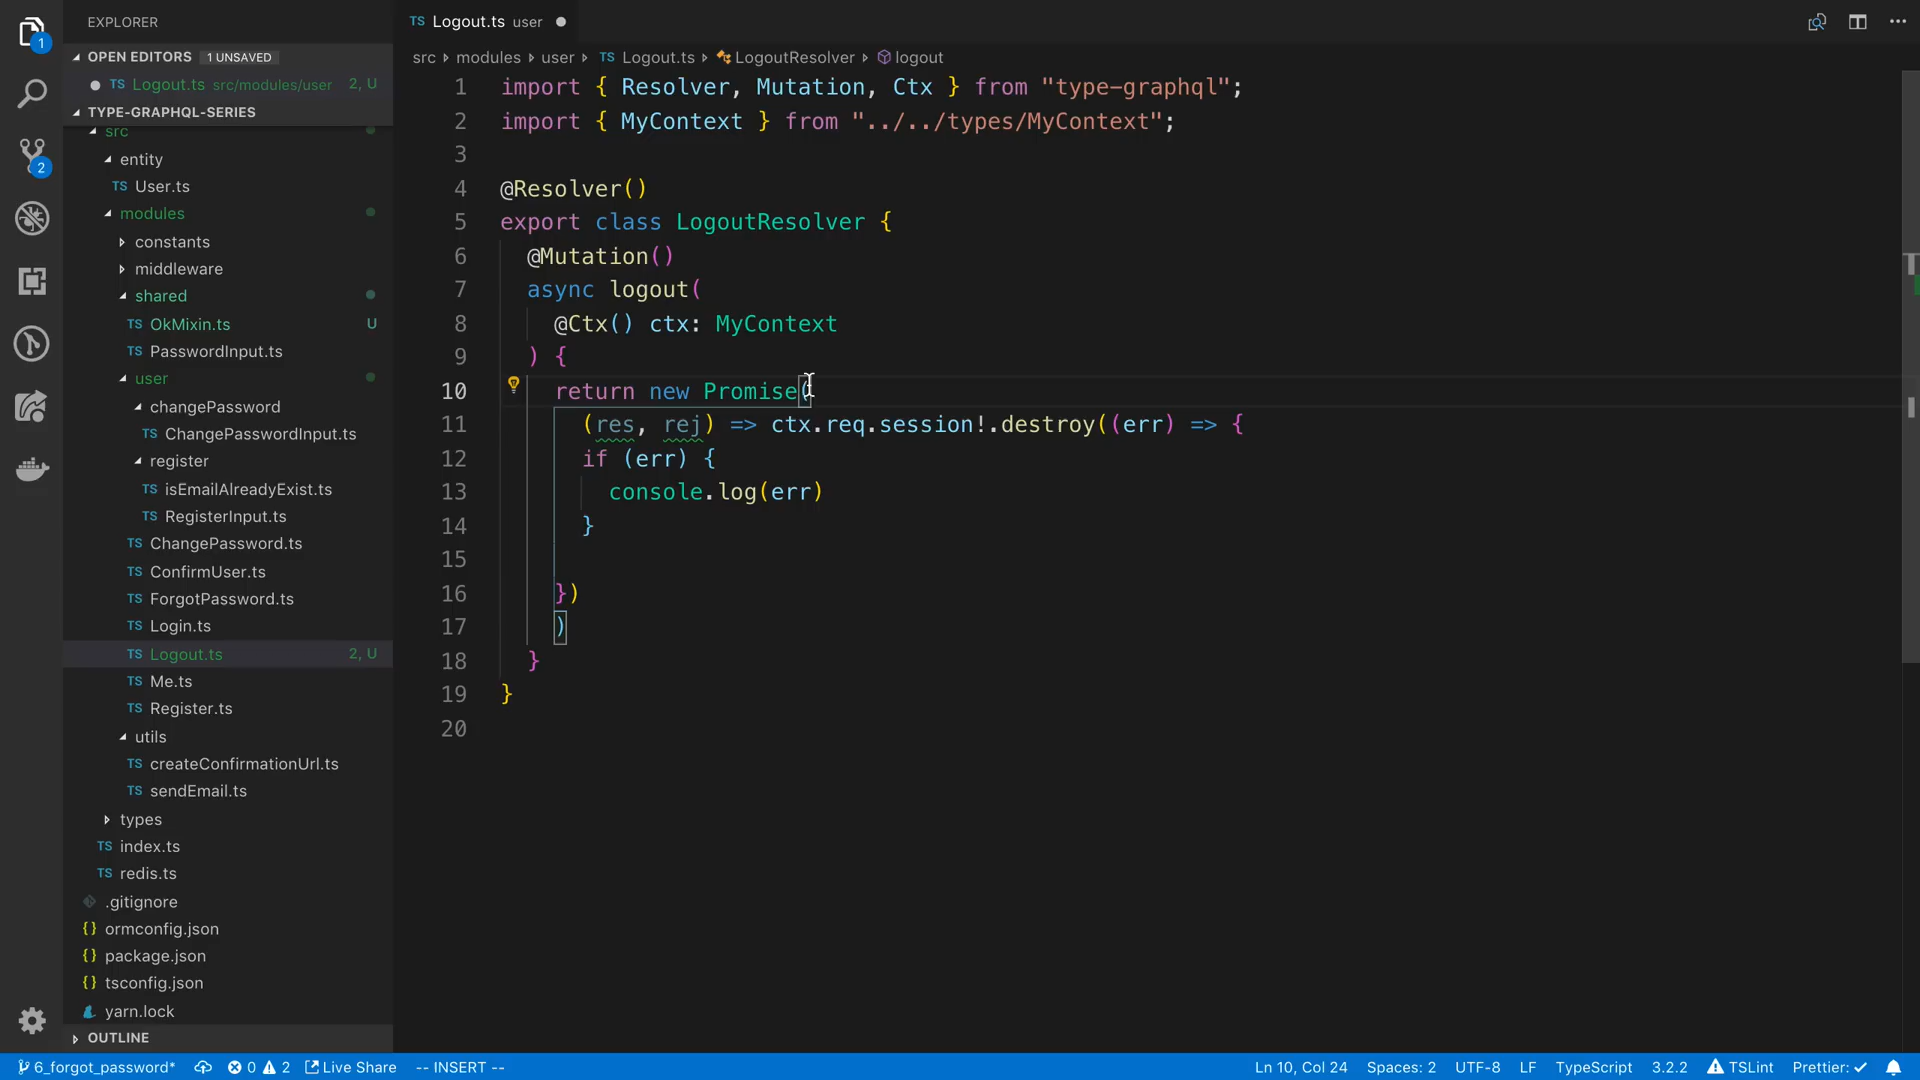 EXPLORER
OPEN EDITORS 1 UNSAVED
TS Logout.ts src/modules/user 2, U
TYPE-GRAPHQL-SERIES
src
entity
TS User.ts
modules
constants
middleware
shared
TS OkMixin.ts U
TS PasswordInput.ts
user
changePassword
TS ChangePasswordInput.ts
register
TS isEmailAlreadyExist.ts
TS RegisterInput.ts
TS ChangePassword.ts
TS ConfirmUser.ts
TS ForgotPassword.ts
TS Login.ts
TS Logout.ts 2, U
TS Me.ts
TS Register.ts
utils
TS createConfirmationUrl.ts
TS sendEmail.ts
types
TS index.ts
TS redis.ts
.gitignore
{} ormconfig.json
{} package.json
{} tsconfig.json
yarn.lock
OUTLINE
1
2
TS Logout.ts user
src modules user TS Logout.ts LogoutResolver logout
1 import { Resolver, Mutation, Ctx } from "type-graphql";
2 import { MyContext } from "../../types/MyContext";
3
4 @Resolver()
5 export class LogoutResolver {
6 @Mutation()
7 async logout(
8 @Ctx() ctx: MyContext
9 ) {
10 return new Promise(
11 (res, rej) => ctx.req.session!.destroy((err) => {
12 if (err) {
13 console.log(err)
14 }
15
16 })
17 )
18 }
19 }
20
6_forgot_password* 0 2 Live Share -- INSERT -- Ln 10, Col 24 Spaces: 2 UTF-8 LF TypeScript 3.2.2 TSLint Prettier: ✓